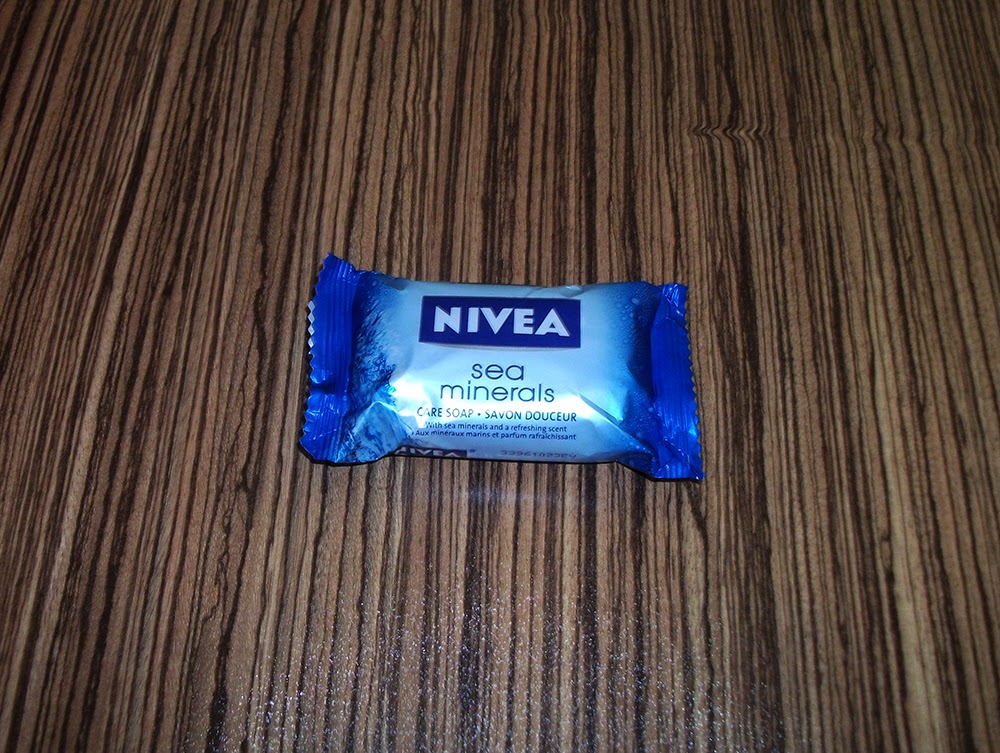 NIVEA
sea
minerals
CARE SOAP • SAVON DOUCEUR
With sea minerals and a refreshing scent
Aux minéraux marins et parfum rafraîchissant
NIVEA®